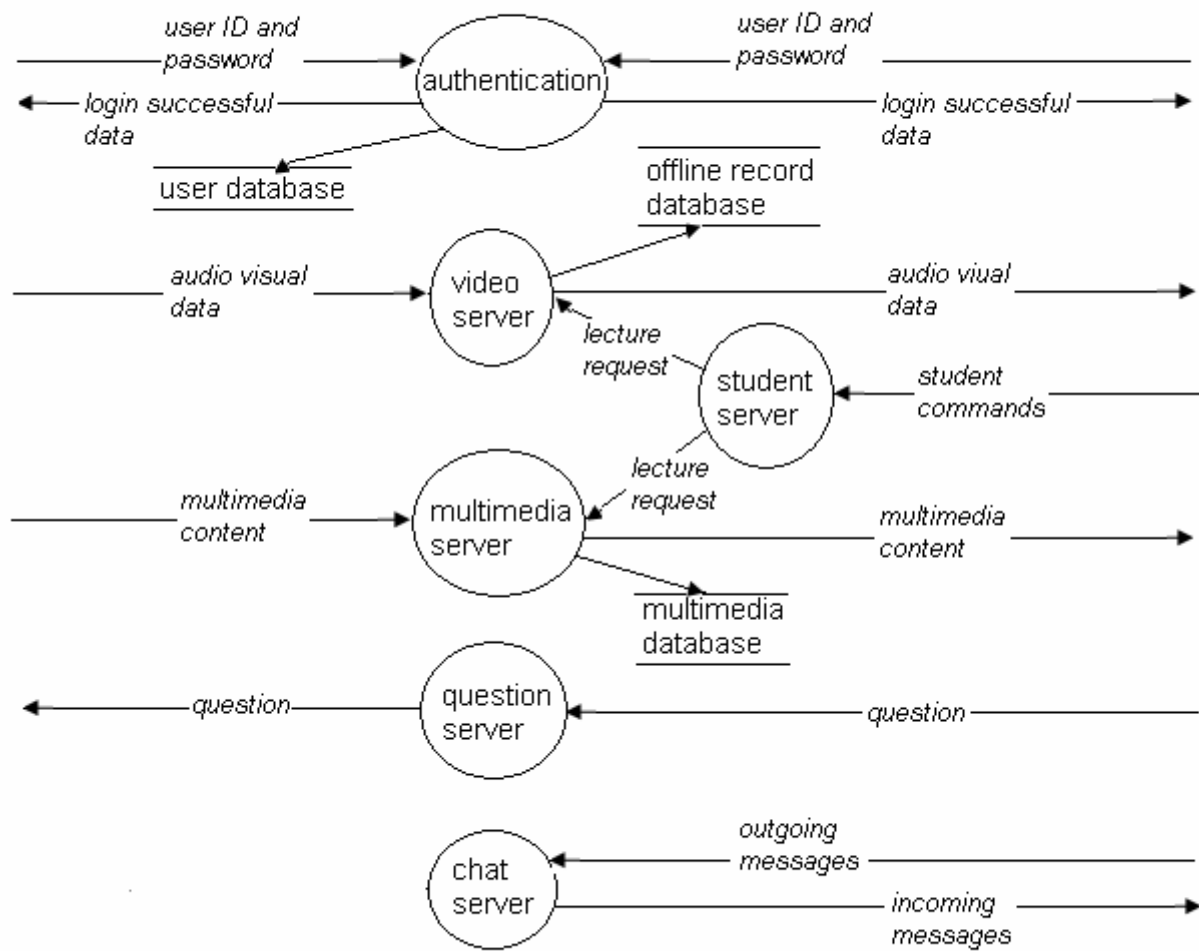 user ID and
password
user ID and
password
authentication
login successful
data
login successful
data
user database
offline record
database
audio visual
data
video
server
audio viual
data
lecture
request
student
server
student
commands
lecture
request
multimedia
content
multimedia
server
multimedia
content
multimedia
database
question
question
server
question
outgoing
messages
chat
server
incoming
messages